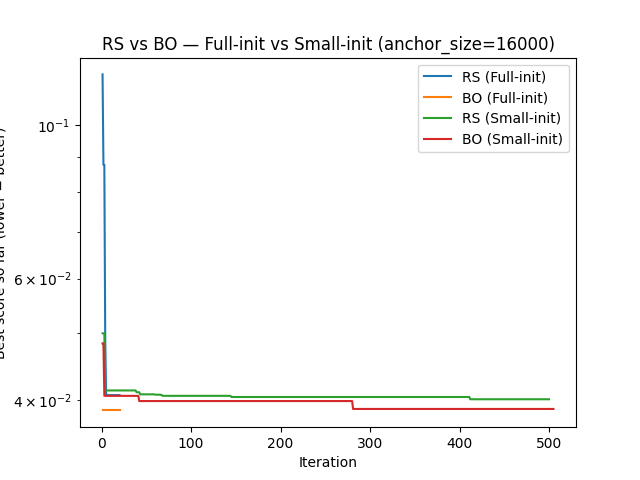 RS vs BO — Full-init vs Small-init (anchor_size=16000)
RS (Full-init)
BO (Full-init)
RS (Small-init)
BO (Small-init)
10⁻¹
6 × 10⁻²
4 × 10⁻²
score so far (lower = better)
0 100 200 300 400 500
Iteration